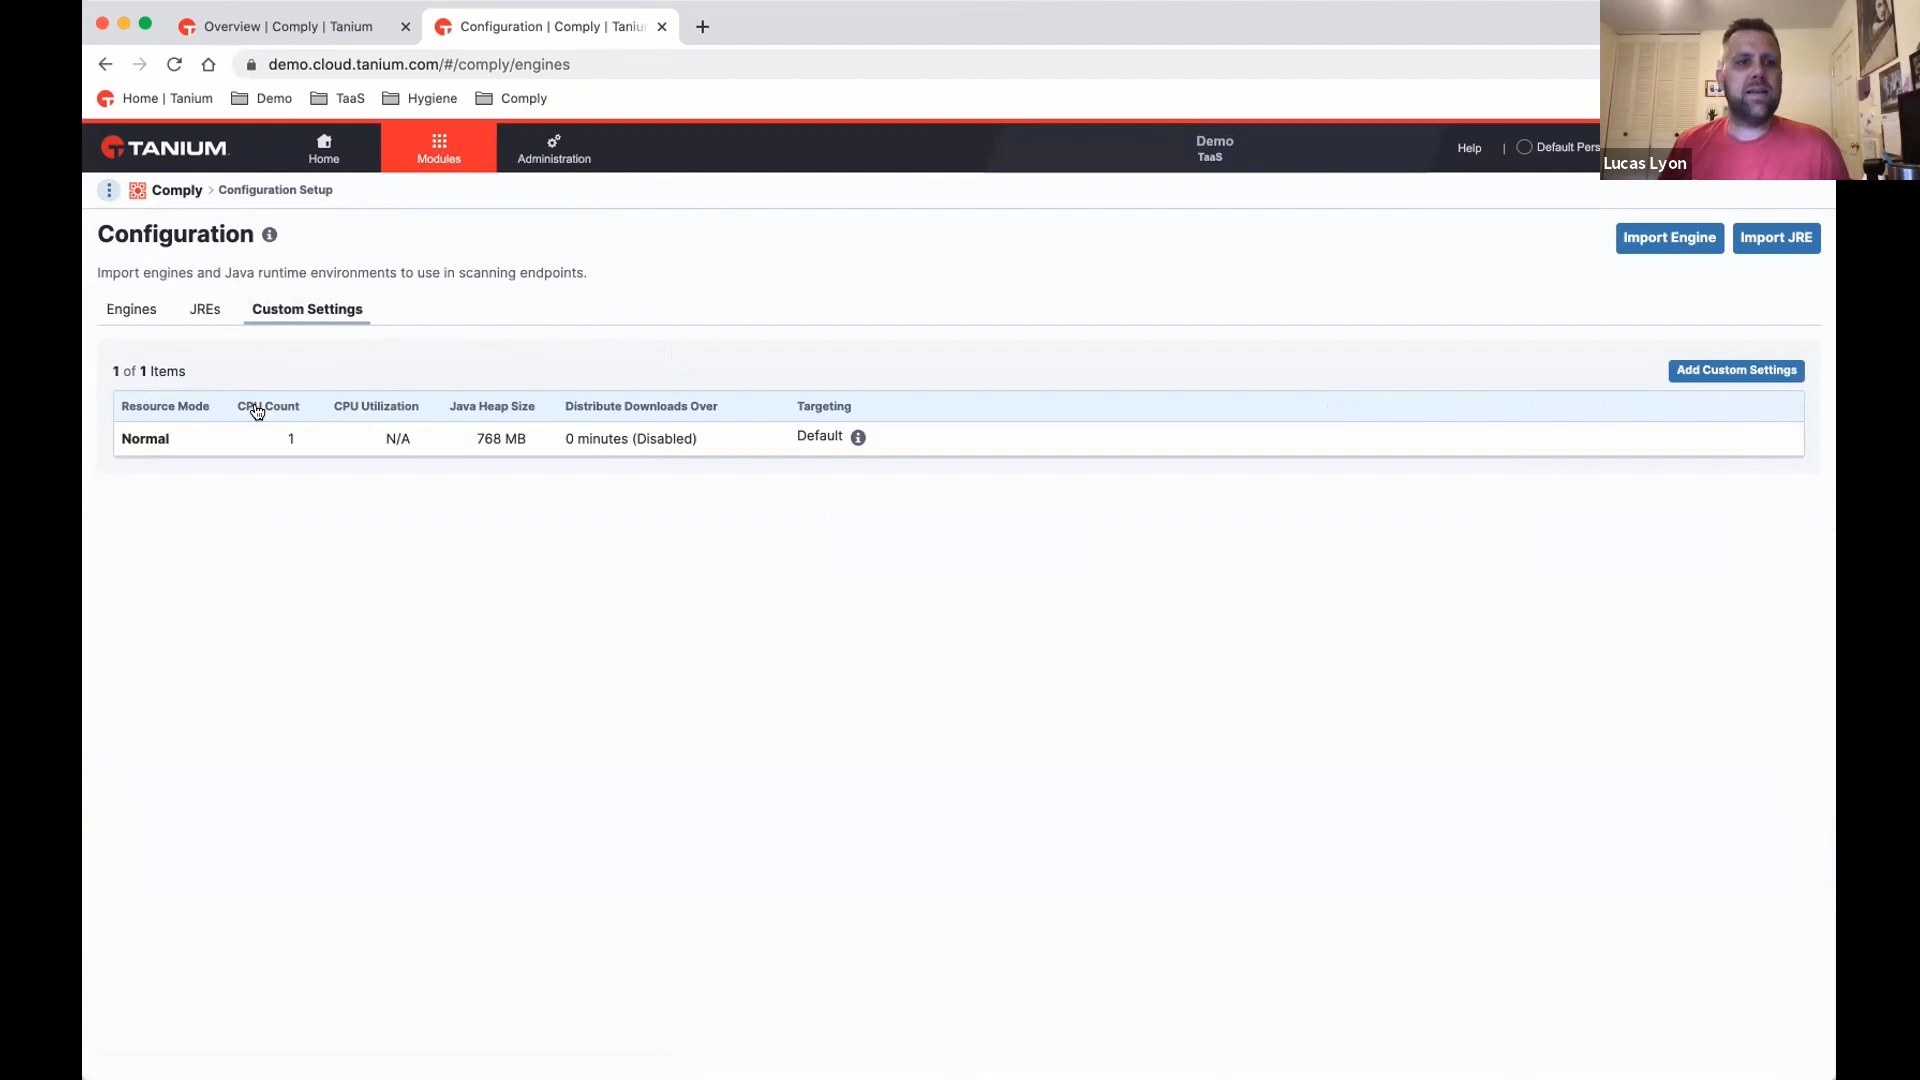 Overview | Comply | Tanium
Configuration | Comply | Taniu
demo.cloud.tanium.com/#/comply/engines
Home | Tanium
Demo
TaaS
Hygiene
Comply
TANIUM
Home
Modules
Administration
Demo
TaaS
Help
|
Default Pers
Lucas Lyon
Comply > Configuration Setup
Configuration
Import Engine
Import JRE
Import engines and Java runtime environments to use in scanning endpoints.
Engines
JREs
Custom Settings
1 of 1 Items
Add Custom Settings
Resource Mode
CPU Count
CPU Utilization
Java Heap Size
Distribute Downloads Over
Targeting
Normal
1
N/A
768 MB
0 minutes (Disabled)
Default